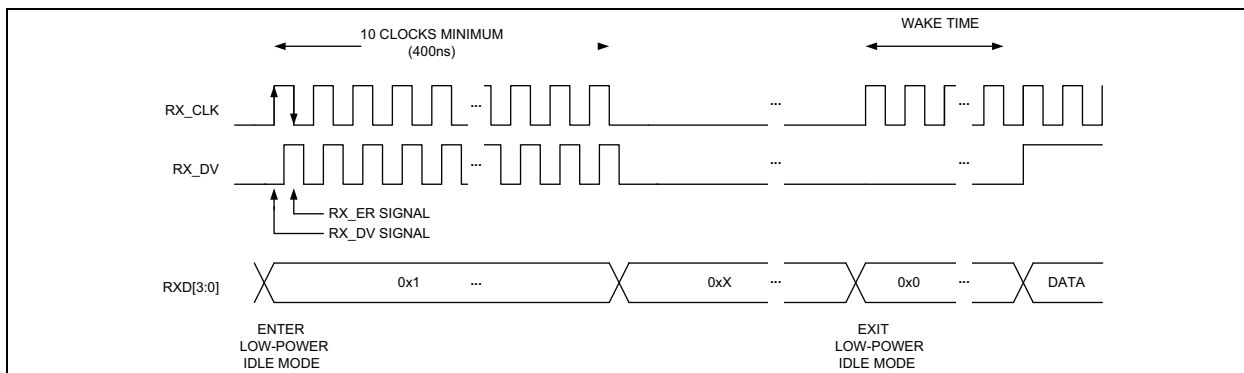 10 CLOCKS MINIMUM
(400ns)
WAKE TIME
RX_CLK
...
...
...
RX_DV
...
...
...
RX_ER SIGNAL
RX_DV SIGNAL
RXD[3:0]
0x1
...
0xX
...
0x0
...
DATA
ENTER
LOW-POWER
IDLE MODE
EXIT
LOW-POWER
IDLE MODE